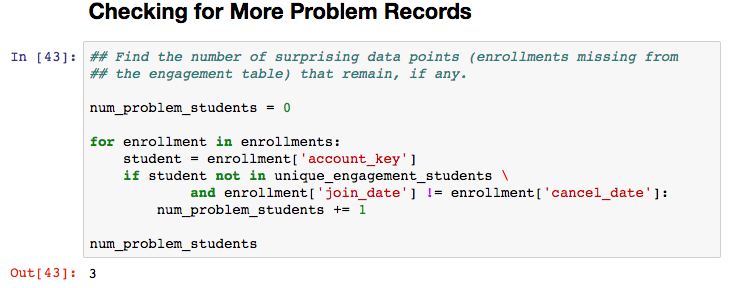 Checking for More Problem Records
In [43]: ## Find the number of surprising data points (enrollments missing from
## the engagement table) that remain, if any.
num_problem_students = 0
for enrollment in enrollments:
    student = enrollment['account_key']
    if student not in unique_engagement_students \
            and enrollment['join_date'] != enrollment['cancel_date']:
        num_problem_students += 1
num_problem_students
Out[43]: 3